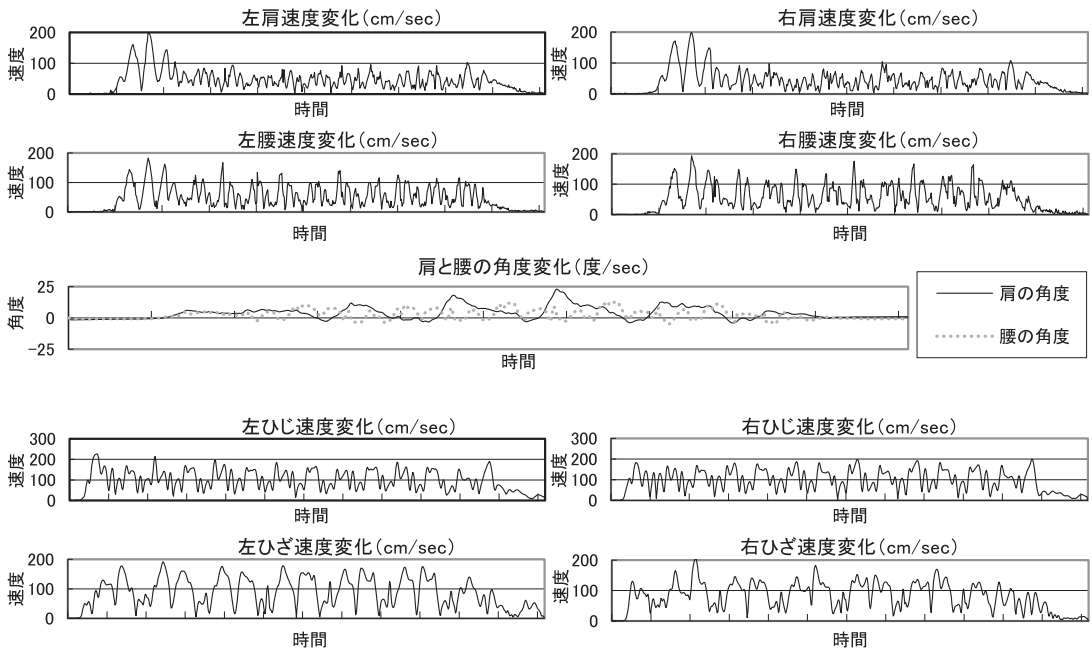 左肩速度変化(cm/sec)
200
100
0
速度
時間
右肩速度変化(cm/sec)
200
100
0
速度
時間
左腰速度変化(cm/sec)
200
100
0
速度
時間
右腰速度変化(cm/sec)
200
100
0
速度
時間
肩と腰の角度変化(度/sec)
25
0
-25
角度
時間
肩の角度
腰の角度
左ひじ速度変化(cm/sec)
300
200
100
0
速度
時間
右ひじ速度変化(cm/sec)
300
200
100
0
速度
時間
左ひざ速度変化(cm/sec)
200
100
0
速度
時間
右ひざ速度変化(cm/sec)
200
100
0
速度
時間